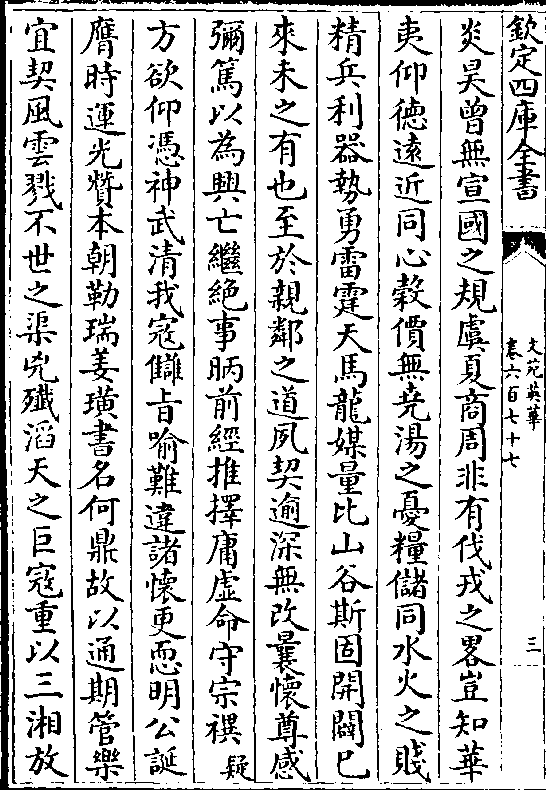 欽定四庫全書
文苑英華
卷六百七十七
三
炎昊曾無宣國之規虞夏商周非有伐戎之畧豈知華
夷仰德遠近同心穀價無堯湯之憂糧儲同水火之賤
精兵利器勢勇雷霆天馬龍媒量比山谷斯固開闢已
來未之有也至於親鄰之道夙契逾深無改曩懷尊感
彌篤以為興亡繼絶事昞前經推擇庸虛命守宗禩疑
方欲仰憑神武清我寇讎㫖喻難違諸懷更恧明公誕
膺時運光贊本朝勒瑞姜璜書名何鼎故以通期管樂
宜契風雲戮不世之渠兇殲滔天之巨寇重以三湘放